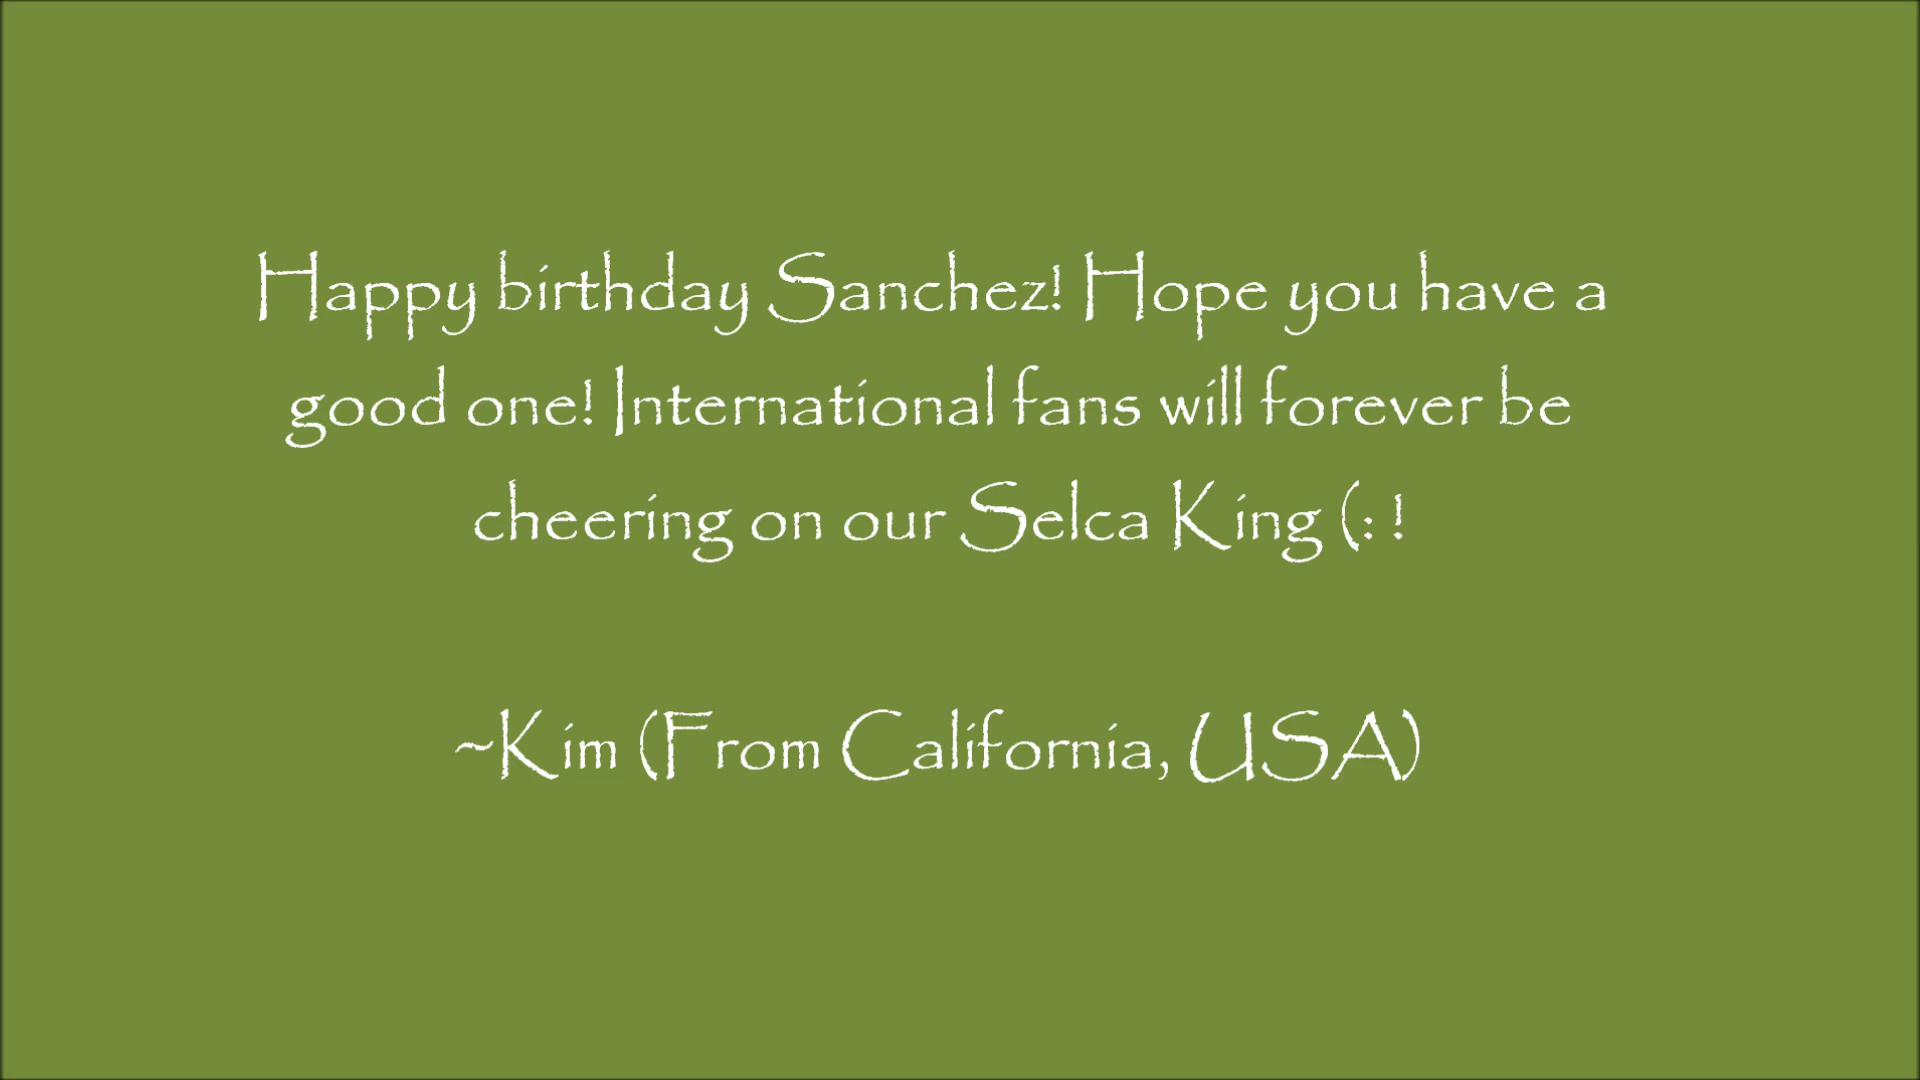 Happy birthday Sanchez! Hope you have a
good one! International fans will forever be
cheering on our Selca King (: !
~Kim (From California, USA)